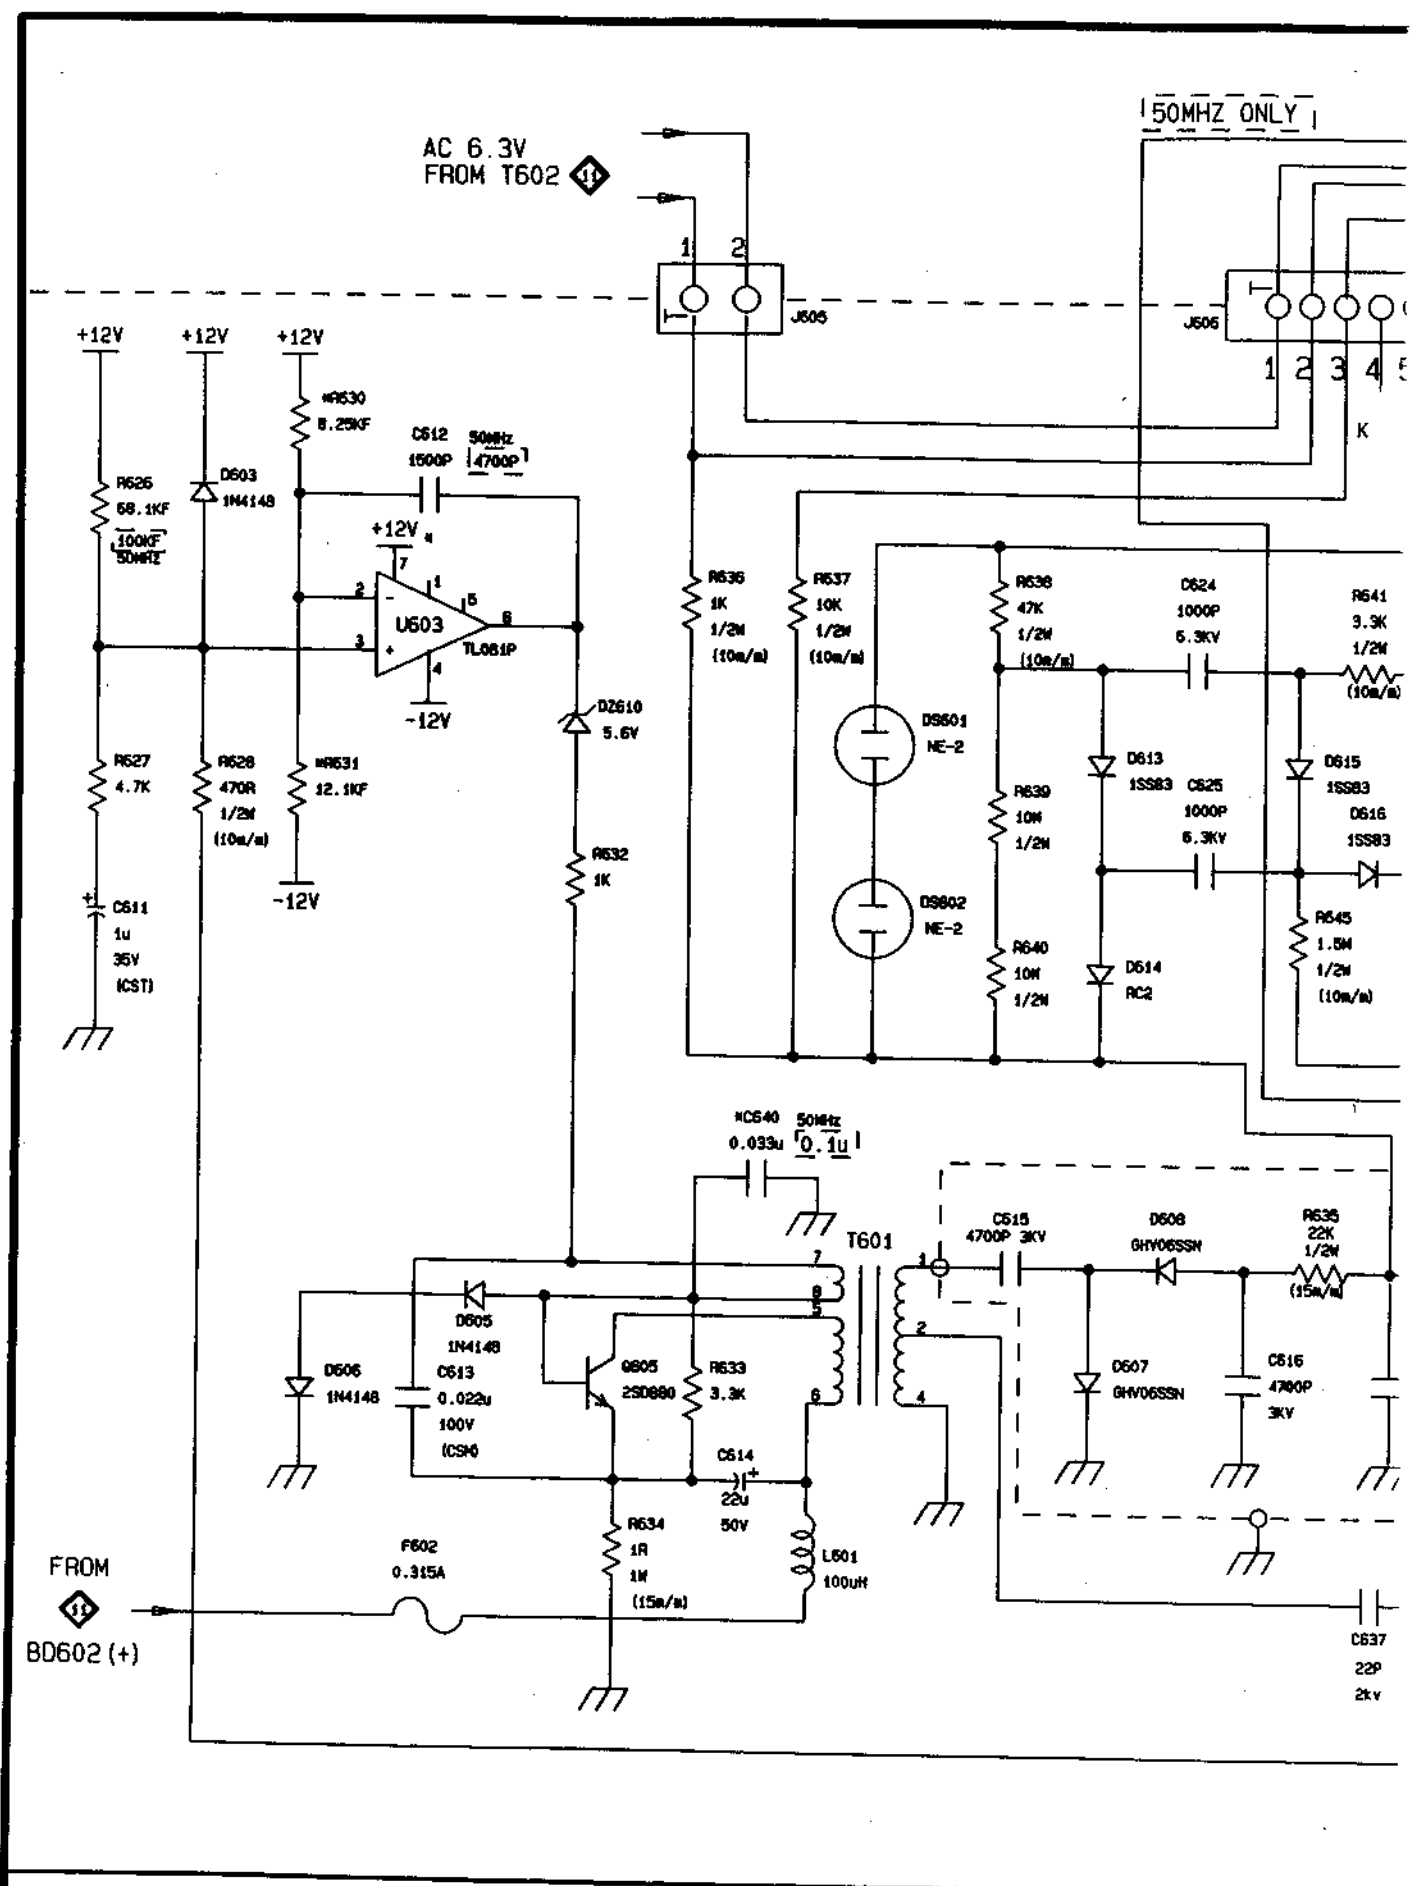 50MHZ ONLY
AC 6.3V
FROM T602
11
1
2
J605
J606
1 2 3 4 5
K
+12V
+12V
+12V
*R630
8.25KF
C612
1500P
50MHz
4700P
R626
68.1KF
100KF
50MHZ
D603
1N4148
+12V
*
7
1
5
2
-
U603
6
3
+
TL081P
4
-12V
R636
1K
1/2W
(10m/m)
R637
10K
1/2W
(10m/m)
R638
47K
1/2W
(10m/m)
C624
1000P
6.3KV
R641
3.3K
1/2W
(10m/m)
DZ610
5.6V
DS601
NE-2
R627
4.7K
R628
470R
1/2W
(10m/m)
*R631
12.1KF
-12V
D613
1SS83
C625
1000P
6.3KV
D615
1SS83
D616
1SS83
R639
10M
1/2W
R632
1K
DS602
NE-2
+
C611
1u
35V
(CST)
R640
10M
1/2W
D614
RC2
R645
1.5M
1/2W
(10m/m)
*C640
0.033u
50MHz
0.1u
T601
7
8
5
6
1
2
4
C615
4700P 3KV
D608
GHV06SSN
R635
22K
1/2W
(15m/m)
D605
1N4148
D606
1N4148
C613
0.022u
100V
(CSM)
Q605
2SD880
R633
3.3K
D607
GHV06SSN
C616
4700P
3KV
C614
+
22u
50V
R634
1R
1W
(15m/m)
L601
100uH
F602
0.315A
FROM
11
BD602(+)
C637
22P
2kv